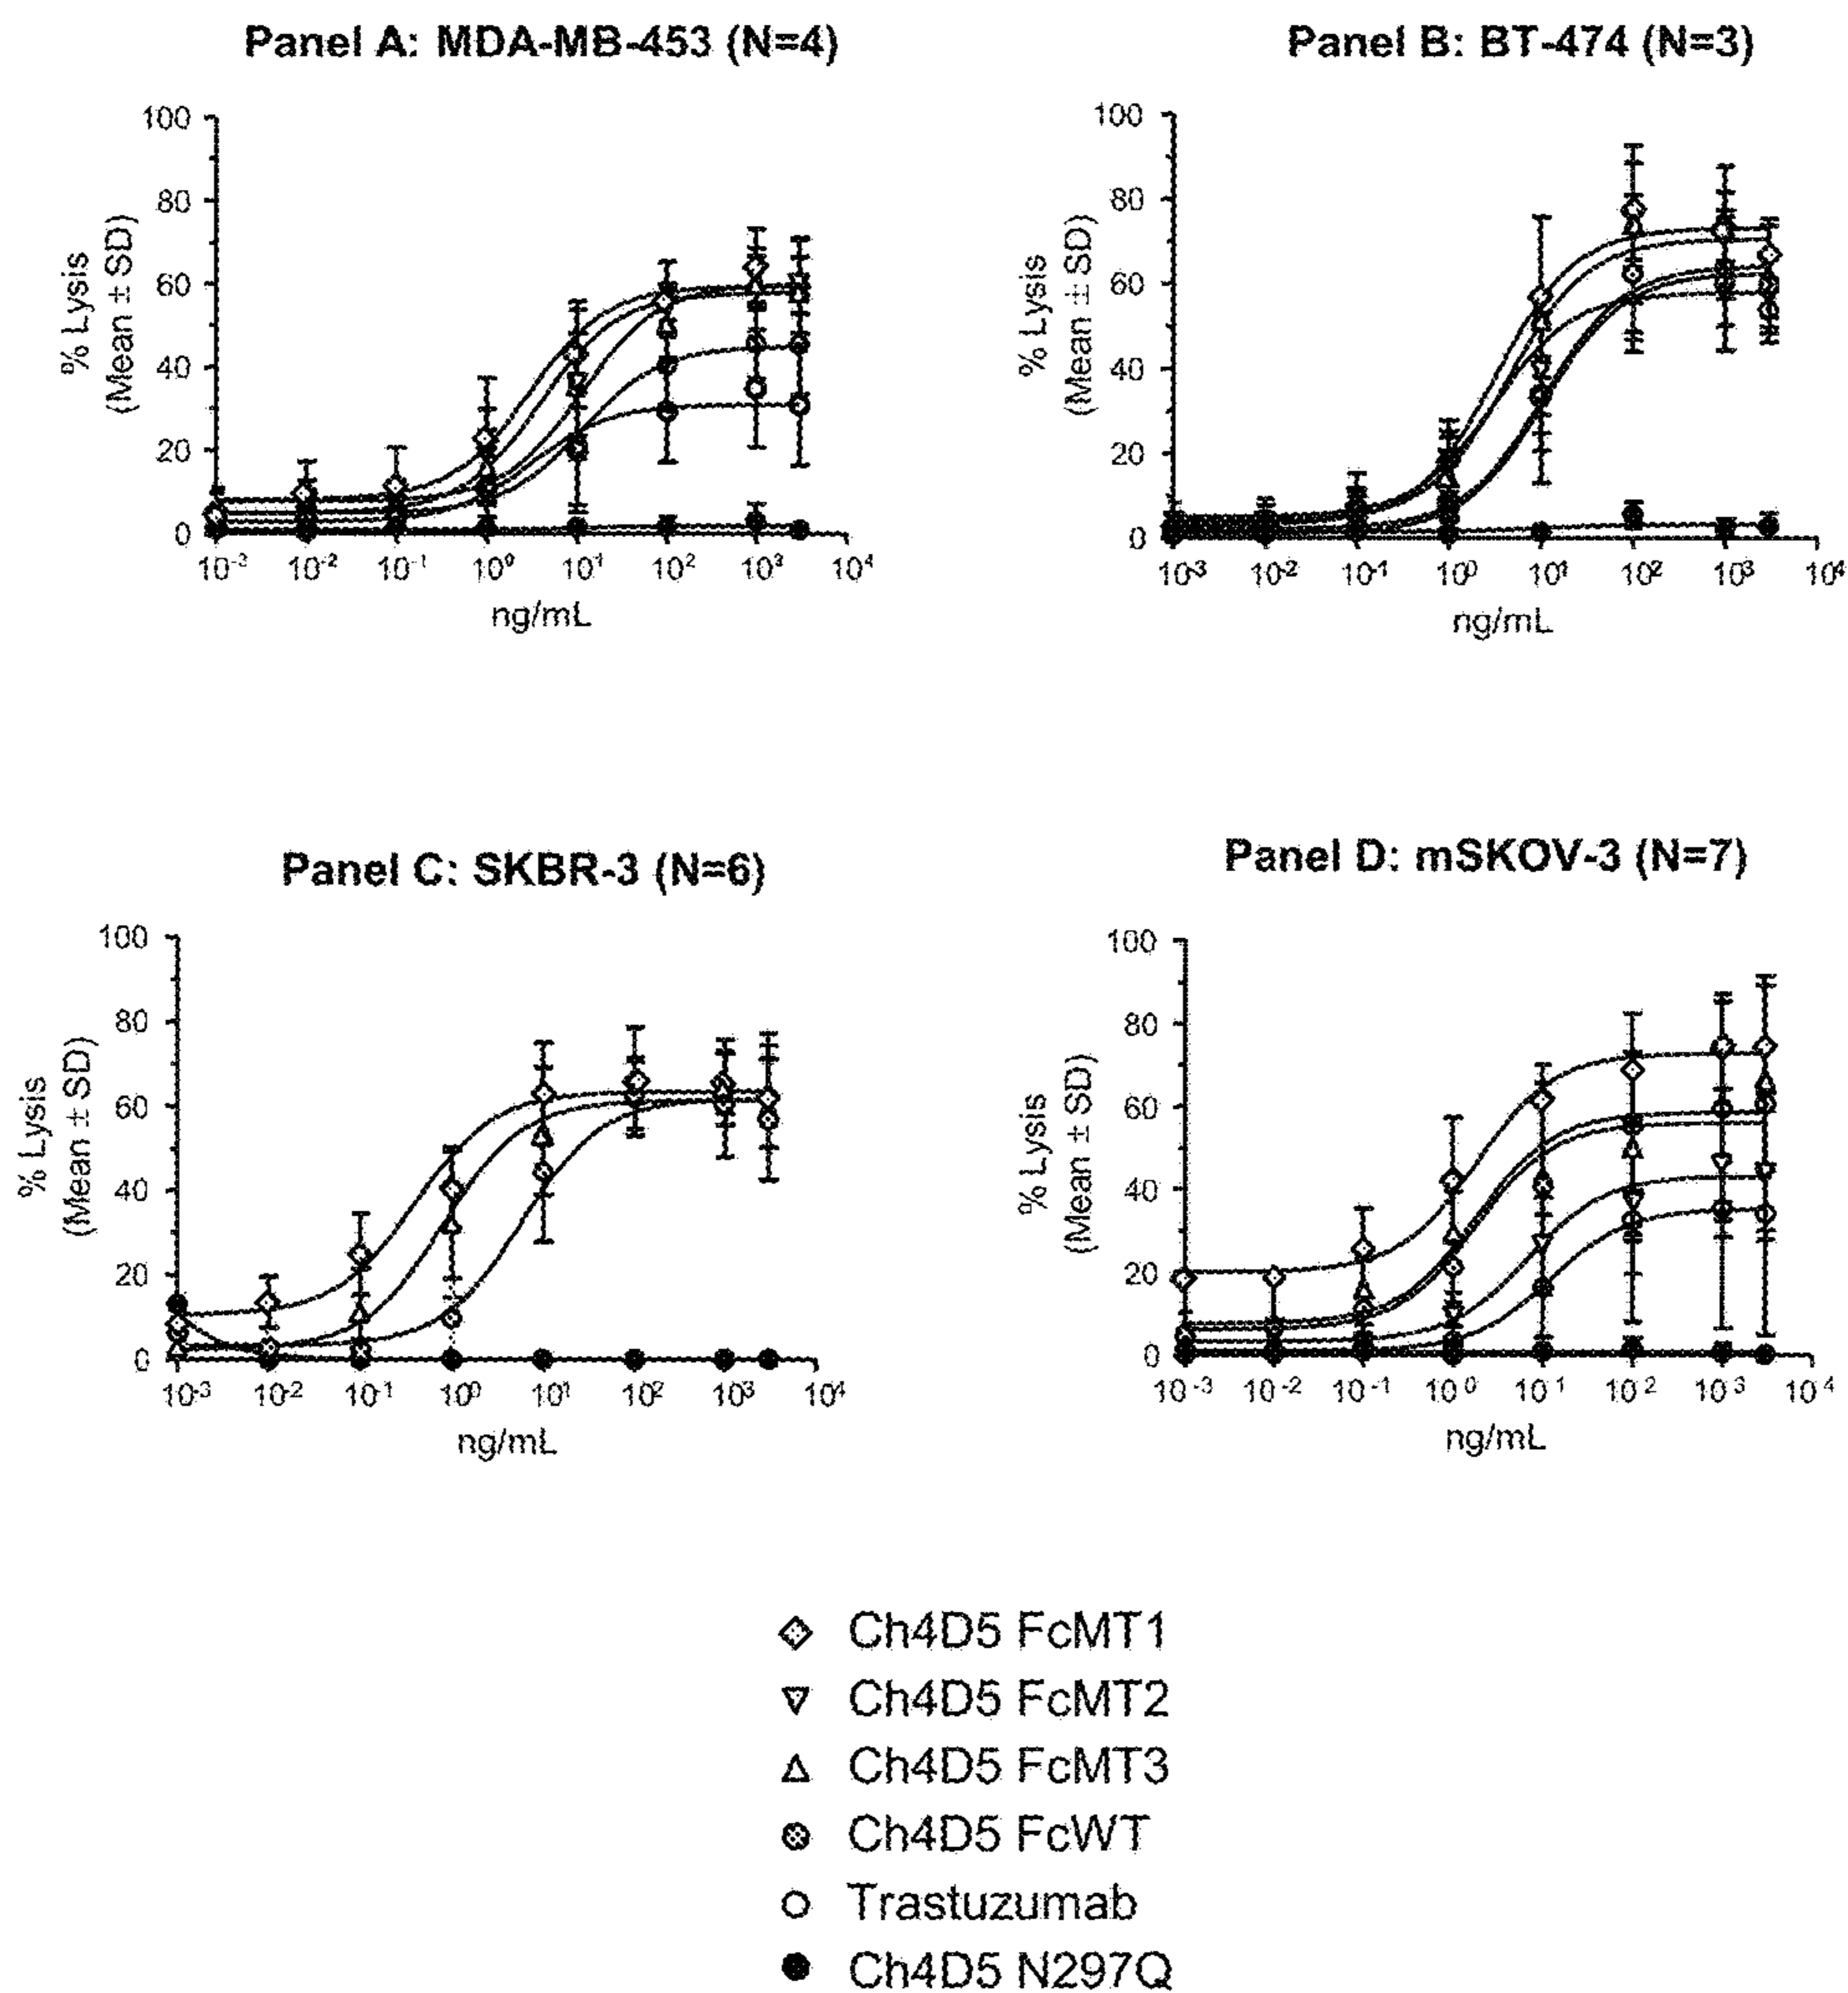 Panel A: MDA-MB-453 (N=4)
100
80
60
40
20
0
% Lysis
(Mean ± SD)
10-3 10-2 10-1 100 101 102 103 104
ng/mL
Panel B: BT-474 (N=3)
100
80
60
40
20
0
% Lysis
(Mean ± SD)
10-3 10-2 10-1 100 101 102 103 104
ng/mL
Panel C: SKBR-3 (N=6)
100
80
60
40
20
0
% Lysis
(Mean ± SD)
10-3 10-2 10-1 100 101 102 103 104
ng/mL
Panel D: mSKOV-3 (N=7)
100
80
60
40
20
0
% Lysis
(Mean ± SD)
10-3 10-2 10-1 100 101 102 103 104
ng/mL
Ch4D5 FcMT1
Ch4D5 FcMT2
Ch4D5 FcMT3
Ch4D5 FcWT
Trastuzumab
Ch4D5 N297Q